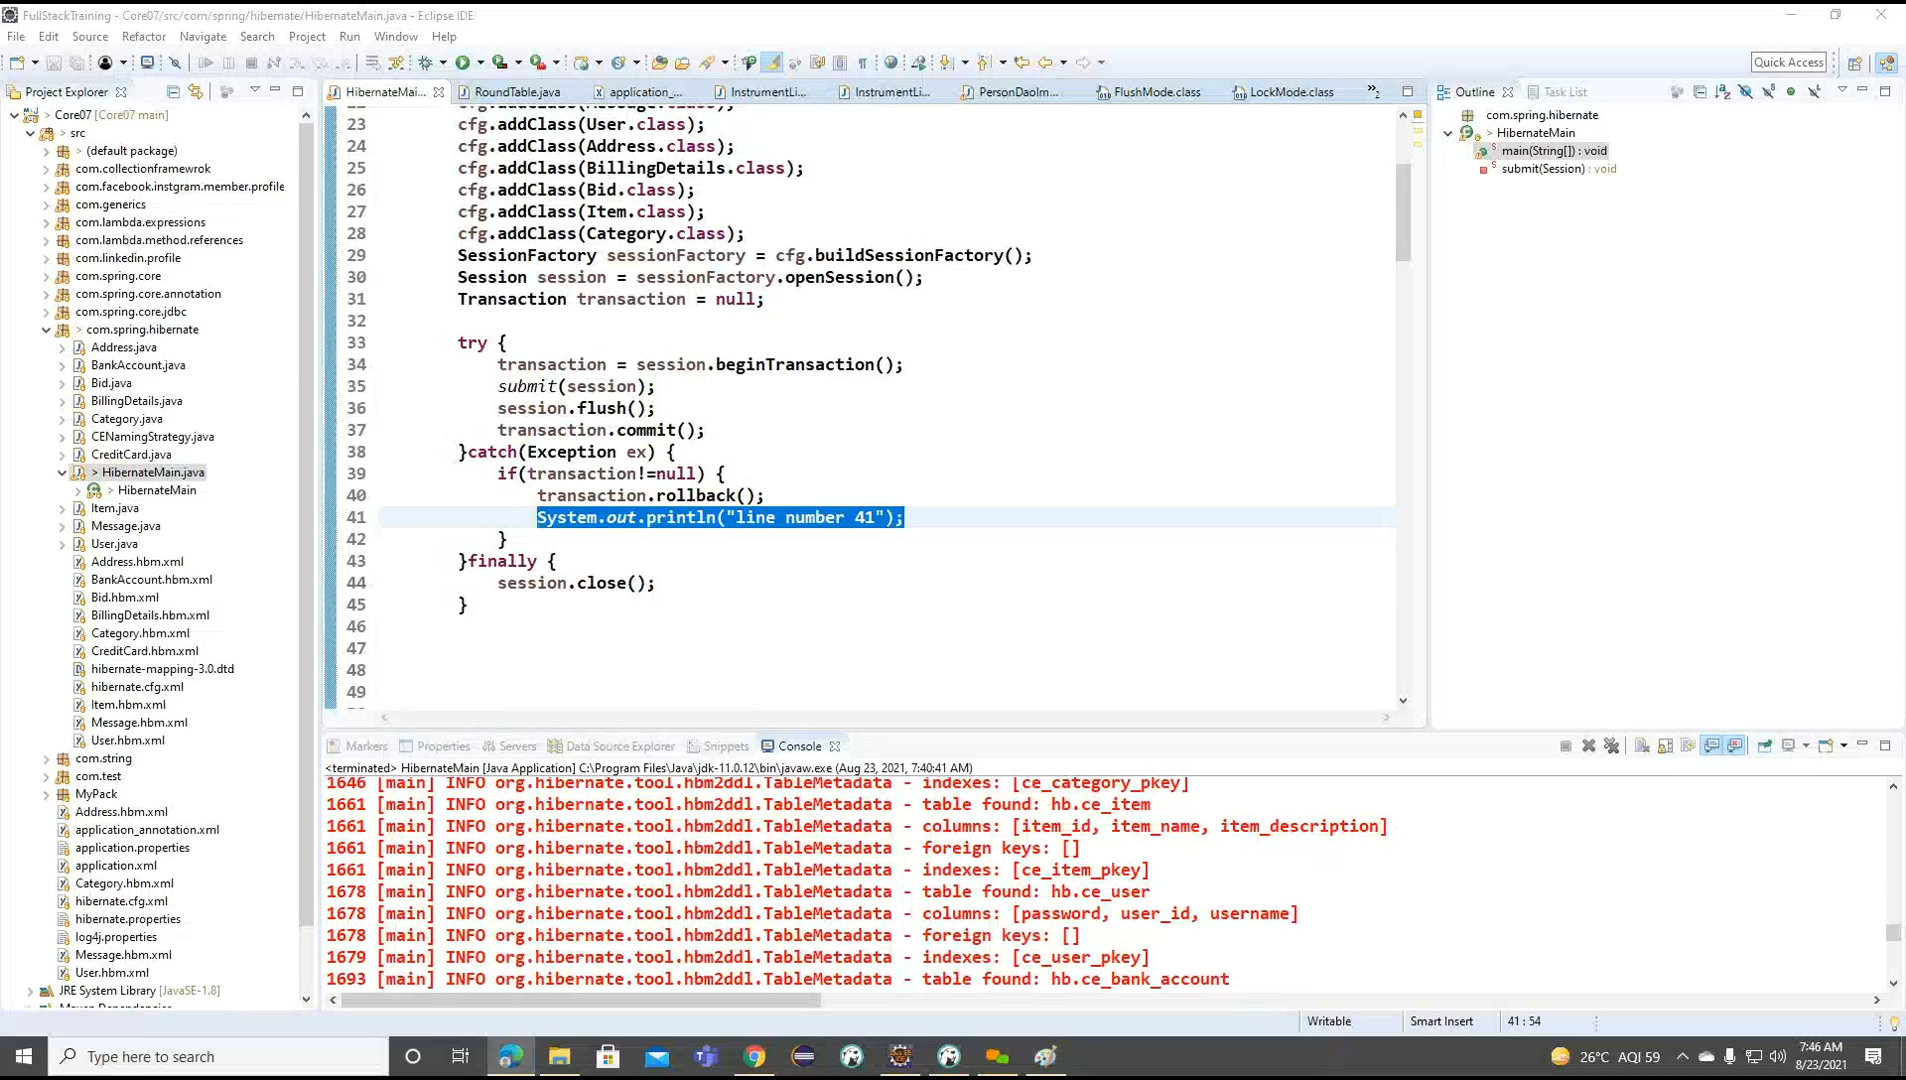 FullStackTraining - Core07/src/com/spring/hibernate/HibernateMain.java - Eclipse IDE
File Edit Source Refactor Navigate Search Project Run Window Help
Quick Access
Project Explorer
Core07 [Core07 main]
src
(default package)
com.collectionframewrok
com.facebook.instgram.member.profile
com.generics
com.lambda.expressions
com.lambda.method.references
com.linkedin.profile
com.spring.core
com.spring.core.annotation
com.spring.core.jdbc
com.spring.hibernate
Address.java
BankAccount.java
Bid.java
BillingDetails.java
Category.java
CENamingStrategy.java
CreditCard.java
HibernateMain.java
HibernateMain
Item.java
Message.java
User.java
Address.hbm.xml
BankAccount.hbm.xml
Bid.hbm.xml
BillingDetails.hbm.xml
Category.hbm.xml
CreditCard.hbm.xml
hibernate-mapping-3.0.dtd
hibernate.cfg.xml
Item.hbm.xml
Message.hbm.xml
User.hbm.xml
com.string
com.test
MyPack
Address.hbm.xml
application_annotation.xml
application.properties
application.xml
Category.hbm.xml
hibernate.cfg.xml
hibernate.properties
log4j.properties
Message.hbm.xml
User.hbm.xml
JRE System Library [JavaSE-1.8]
HibernateMai... RoundTable.java application_... InstrumentLi... InstrumentLi... PersonDaoIm... FlushMode.class LockMode.class
23 cfg.addClass(User.class);
24 cfg.addClass(Address.class);
25 cfg.addClass(BillingDetails.class);
26 cfg.addClass(Bid.class);
27 cfg.addClass(Item.class);
28 cfg.addClass(Category.class);
29 SessionFactory sessionFactory = cfg.buildSessionFactory();
30 Session session = sessionFactory.openSession();
31 Transaction transaction = null;
32
33 try {
34 transaction = session.beginTransaction();
35 submit(session);
36 session.flush();
37 transaction.commit();
38 }catch(Exception ex) {
39 if(transaction!=null) {
40 transaction.rollback();
41 System.out.println("line number 41");
42 }
43 }finally {
44 session.close();
45 }
46
47
48
49
Outline Task List
com.spring.hibernate
HibernateMain
main(String[]) : void
submit(Session) : void
Markers Properties Servers Data Source Explorer Snippets Console
<terminated> HibernateMain [Java Application] C:\Program Files\Java\jdk-11.0.12\bin\javaw.exe (Aug 23, 2021, 7:40:41 AM)
1646 [main] INFO org.hibernate.tool.hbm2ddl.TableMetadata - indexes: [ce_category_pkey]
1661 [main] INFO org.hibernate.tool.hbm2ddl.TableMetadata - table found: hb.ce_item
1661 [main] INFO org.hibernate.tool.hbm2ddl.TableMetadata - columns: [item_id, item_name, item_description]
1661 [main] INFO org.hibernate.tool.hbm2ddl.TableMetadata - foreign keys: []
1661 [main] INFO org.hibernate.tool.hbm2ddl.TableMetadata - indexes: [ce_item_pkey]
1678 [main] INFO org.hibernate.tool.hbm2ddl.TableMetadata - table found: hb.ce_user
1678 [main] INFO org.hibernate.tool.hbm2ddl.TableMetadata - columns: [password, user_id, username]
1678 [main] INFO org.hibernate.tool.hbm2ddl.TableMetadata - foreign keys: []
1679 [main] INFO org.hibernate.tool.hbm2ddl.TableMetadata - indexes: [ce_user_pkey]
1693 [main] INFO org.hibernate.tool.hbm2ddl.TableMetadata - table found: hb.ce_bank_account
Writable Smart Insert 41 : 54
Type here to search
26°C AQI 59
7:46 AM
8/23/2021